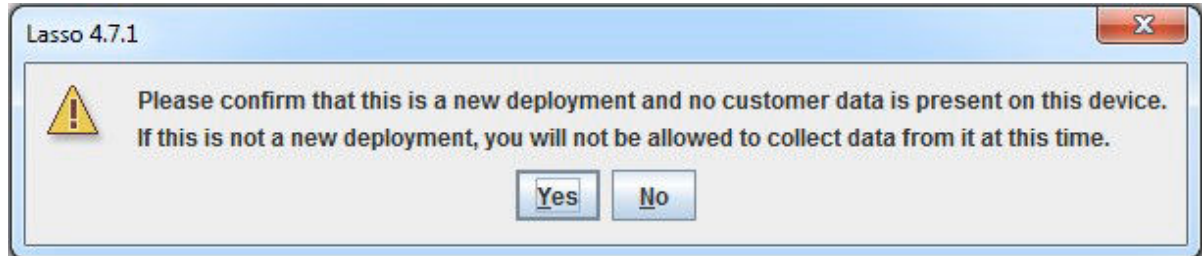 Lasso 4.7.1
Please confirm that this is a new deployment and no customer data is present on this device.
If this is not a new deployment, you will not be allowed to collect data from it at this time.
Yes No